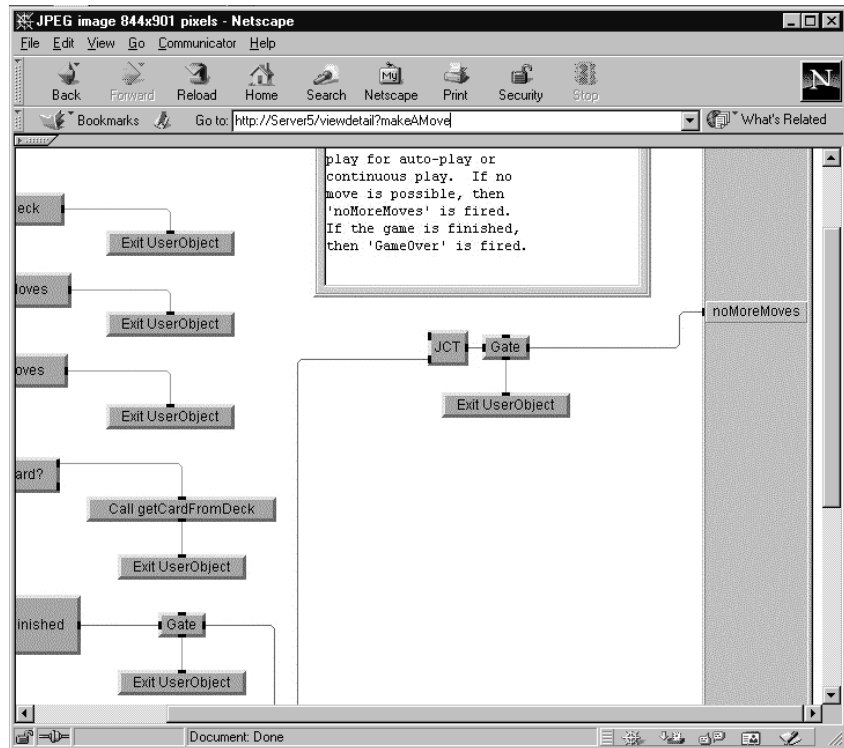 JPEG image 844x901 pixels - Netscape
File Edit View Go Communicator Help
Back Forward Reload Home Search Netscape Print Security Stop
My
N
Bookmarks Go to: http://Server5/viewdetail?makeAMove What's Related
play for auto-play or
continuous play. If no
move is possible, then
'noMoreMoves' is fired.
If the game is finished,
then 'GameOver' is fired.
eck
Exit UserObject
loves
Exit UserObject
noMoreMoves
JCT Gate
oves
Exit UserObject
Exit UserObject
ard?
Call getCardFromDeck
Exit UserObject
inished Gate
Exit UserObject
Document: Done